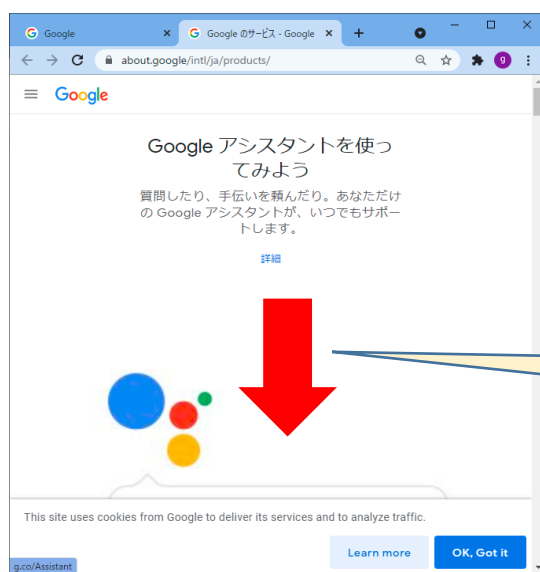 Google
Google のサービス - Google
about.google/intl/ja/products/
g
Google
Google アシスタントを使っ
てみよう
質問したり、手伝いを頼んだり。あなただけ
の Google アシスタントが、いつでもサポー
トします。
詳細
This site uses cookies from Google to deliver its services and to analyze traffic.
Learn more
OK, Got it
g.co/Assistant